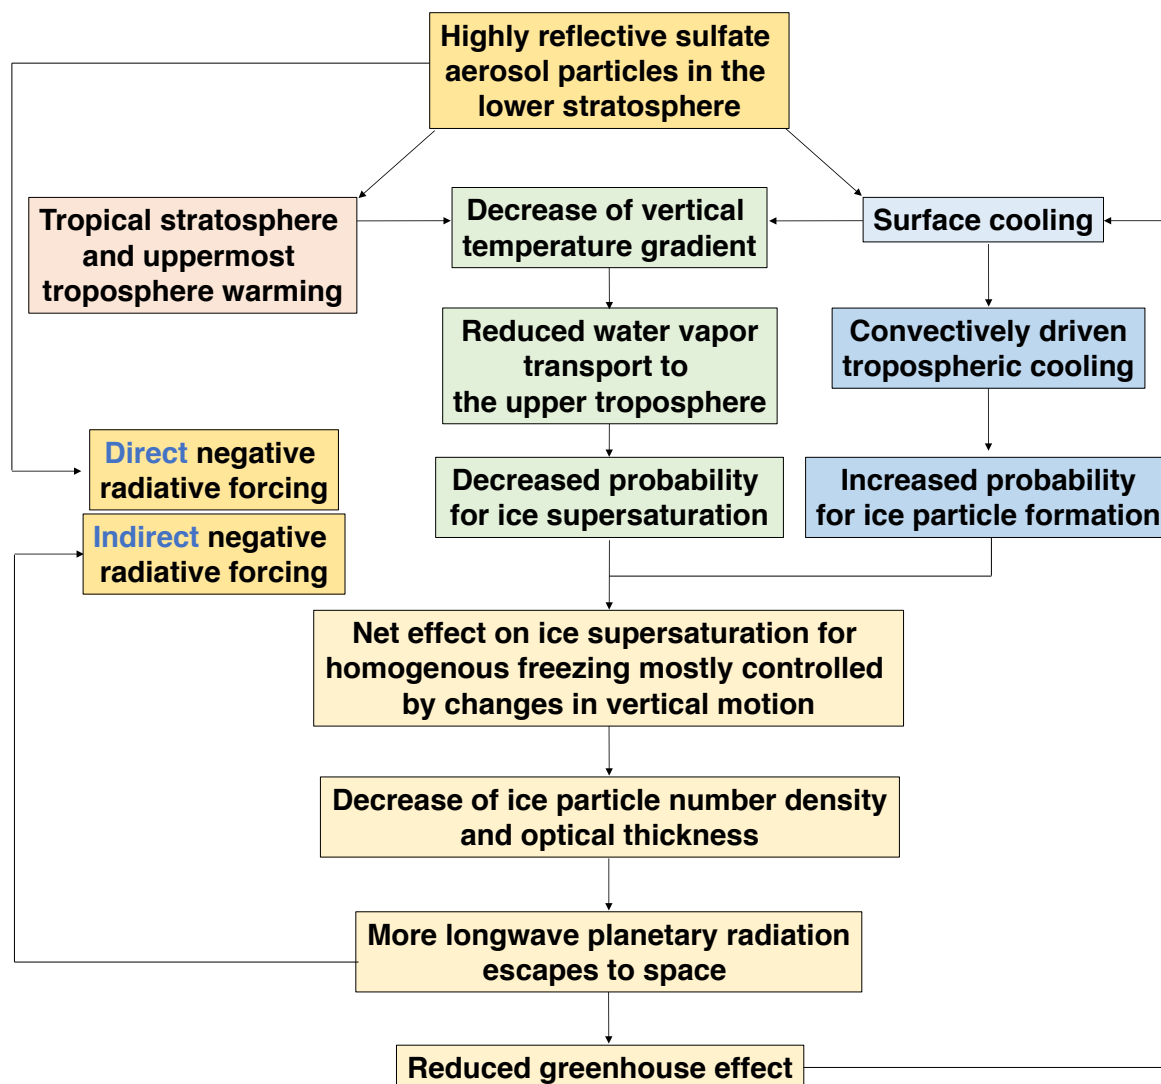 Highly reflective sulfate
aerosol particles in the
lower stratosphere
Tropical stratosphere
and uppermost
troposphere warming
Decrease of vertical
temperature gradient
Surface cooling
Reduced water vapor
transport to
the upper troposphere
Convectively driven
tropospheric cooling
Direct negative
radiative forcing
Indirect negative
radiative forcing
Decreased probability
for ice supersaturation
Increased probability
for ice particle formation
Net effect on ice supersaturation for
homogenous freezing mostly controlled
by changes in vertical motion
Decrease of ice particle number density
and optical thickness
More longwave planetary radiation
escapes to space
Reduced greenhouse effect